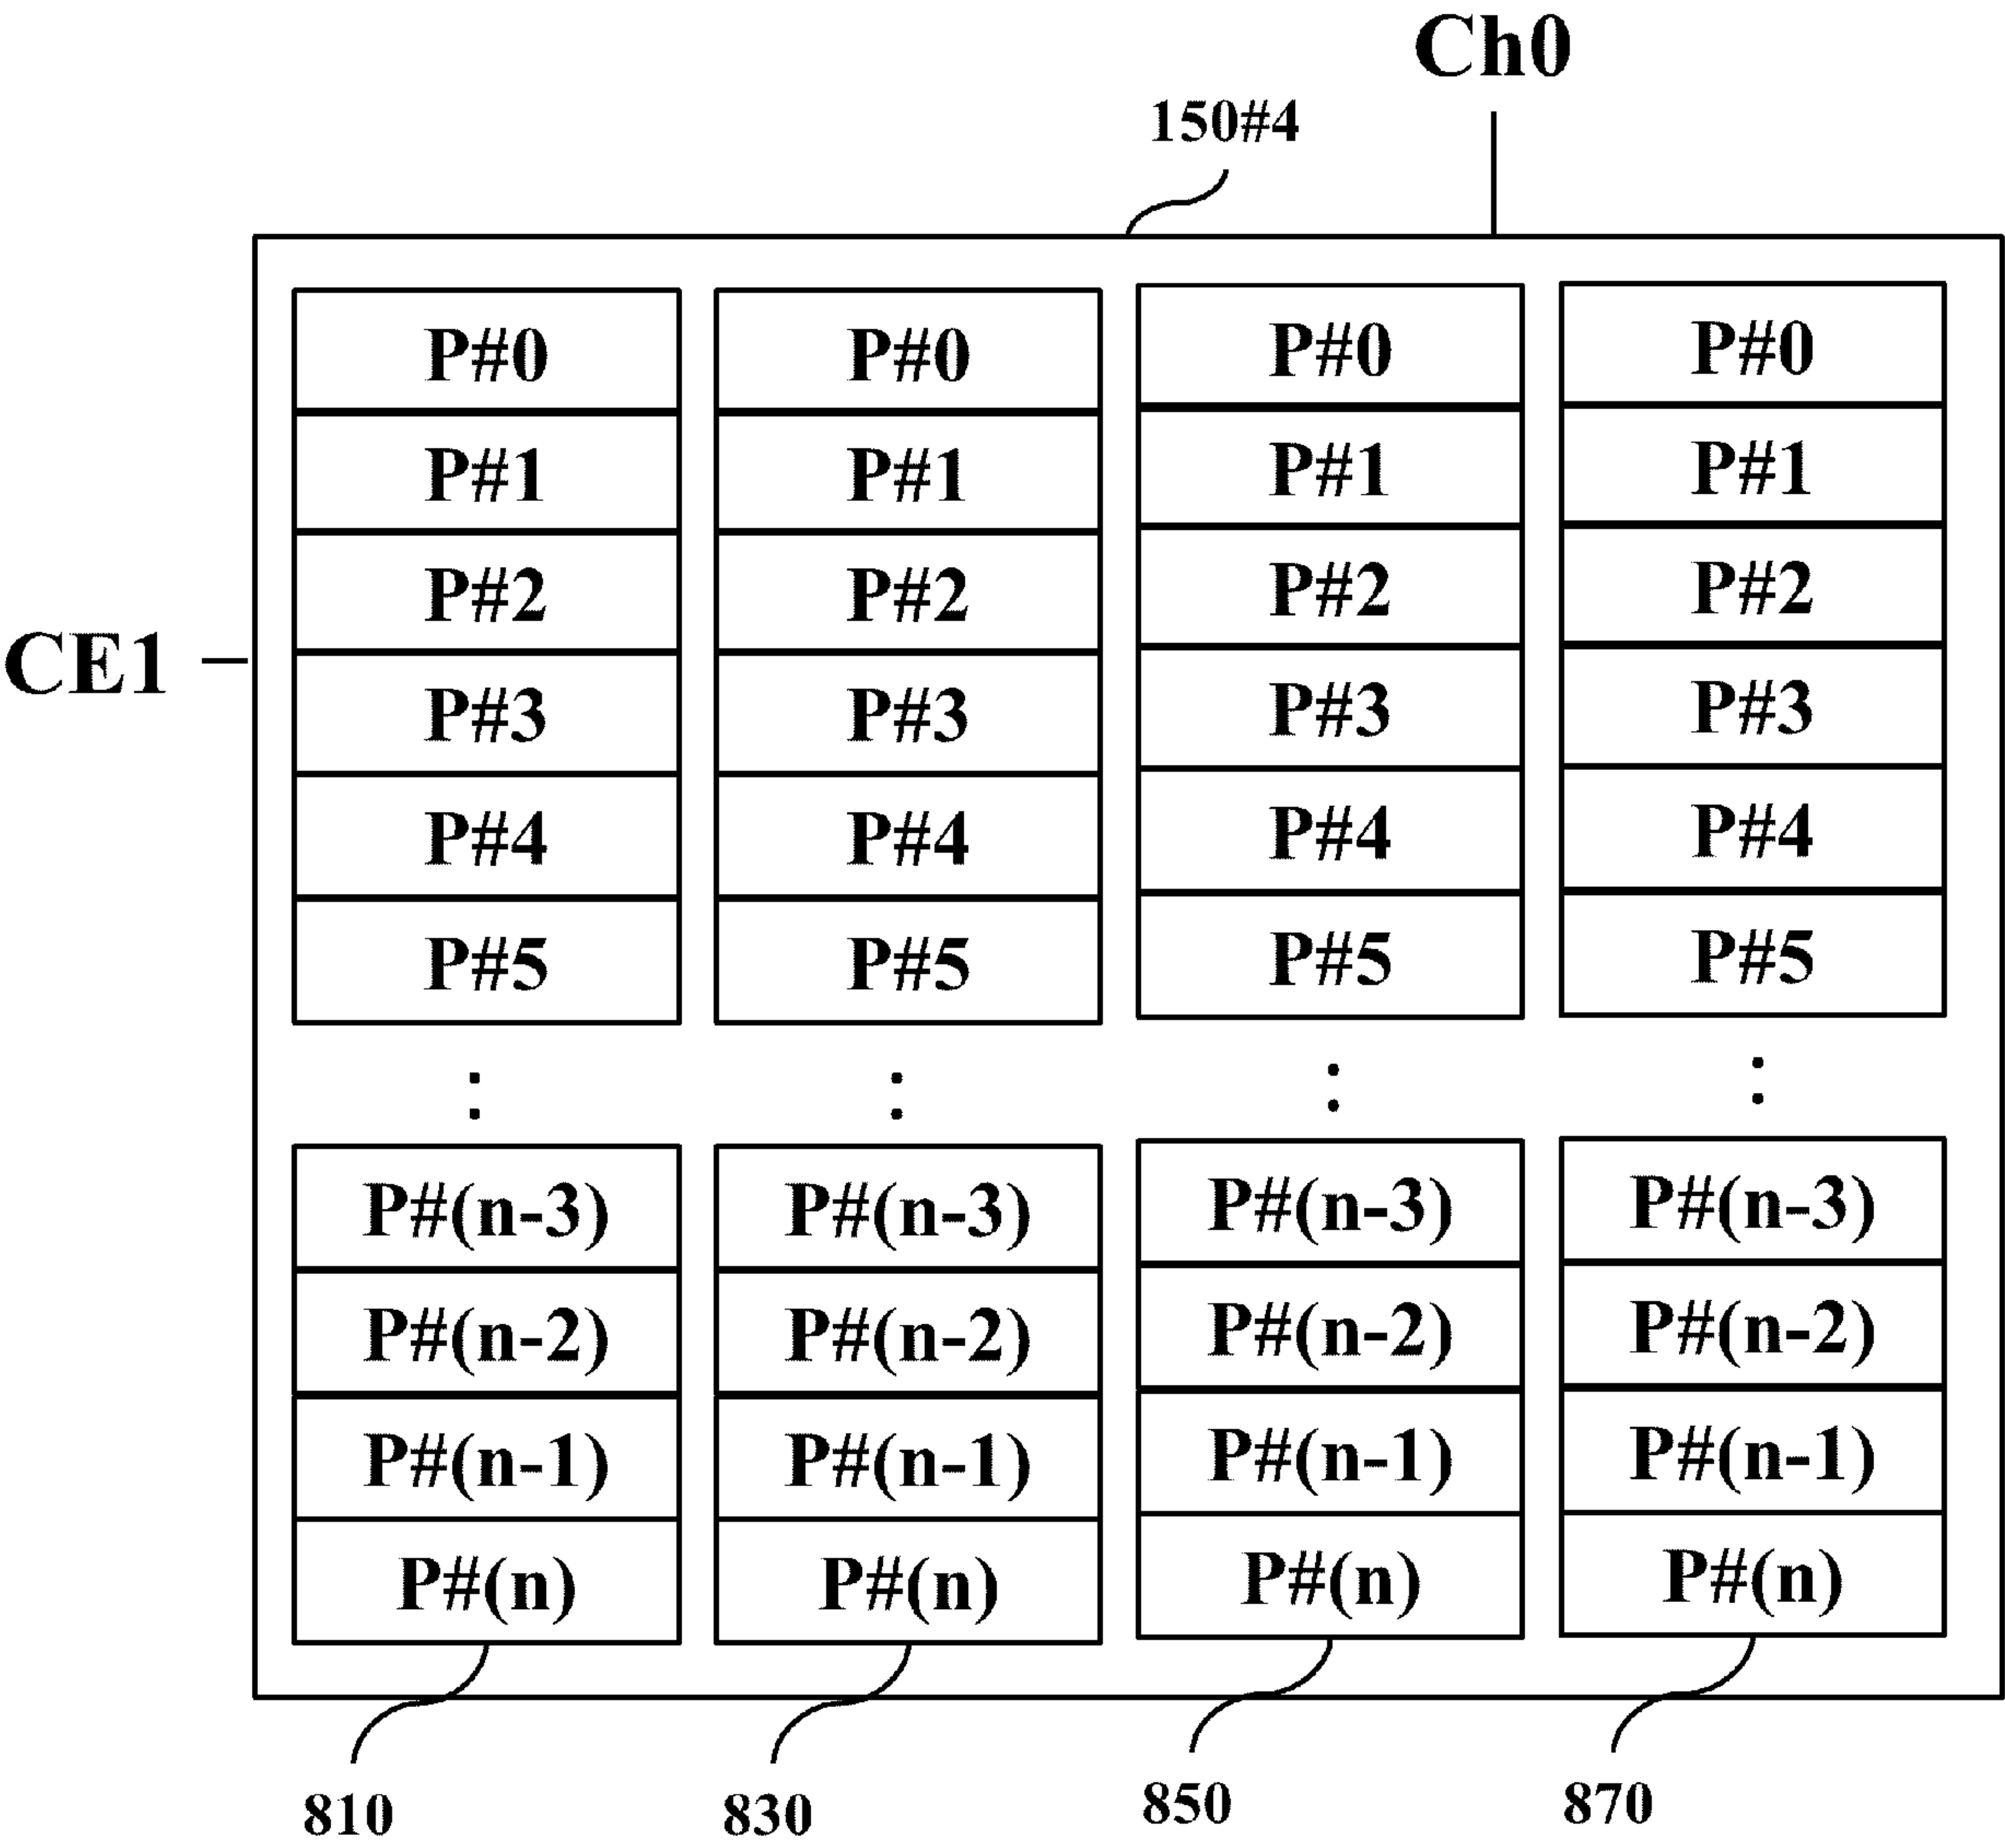 Ch0
150#4
P#0 P#0 P#0 P#0
P#1 P#1 P#1 P#1
P#2 P#2 P#2 P#2
CE1
P#3 P#3 P#3 P#3
P#4 P#4 P#4 P#4
P#5 P#5 P#5 P#5
: : : :
P#(n-3) P#(n-3) P#(n-3) P#(n-3)
P#(n-2) P#(n-2) P#(n-2) P#(n-2)
P#(n-1) P#(n-1) P#(n-1) P#(n-1)
P#(n) P#(n) P#(n) P#(n)
810 830 850 870